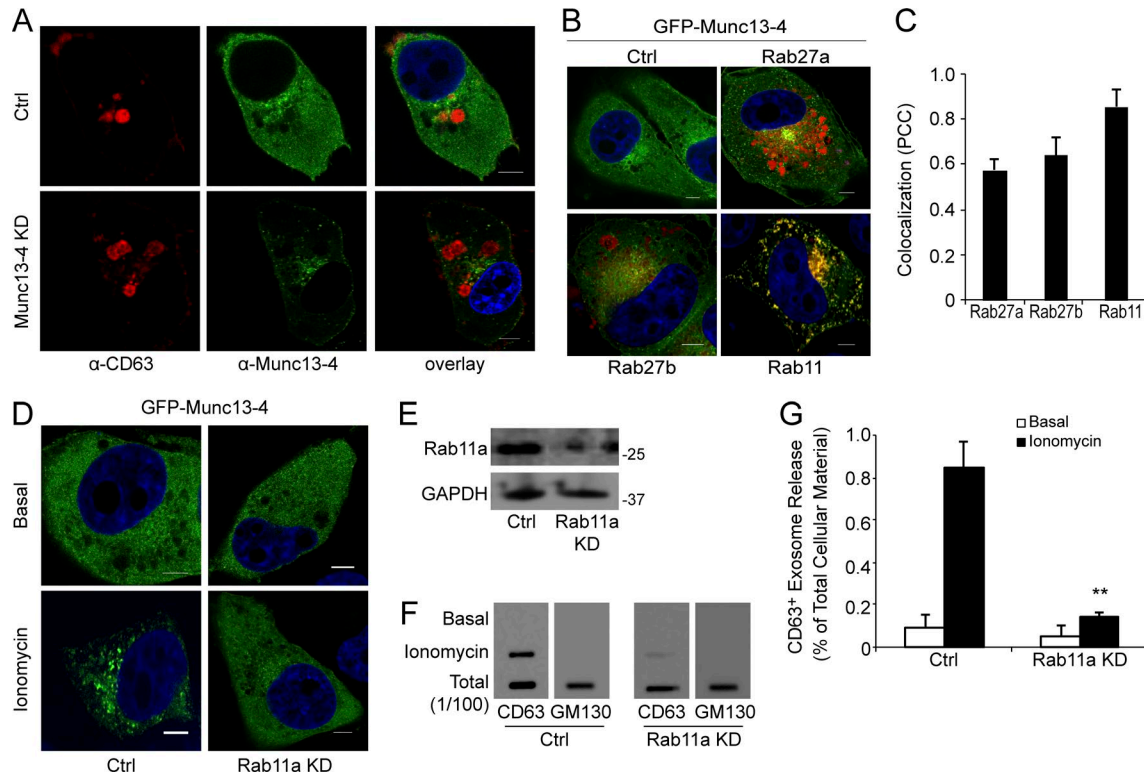 A
Ctrl
Munc13-4 KD
α-CD63
α-Munc13-4
overlay
B
GFP-Munc13-4
Ctrl
Rab27a
Rab27b
Rab11
C
Colocalization (PCC)
1.0
0.8
0.6
0.4
0.2
0
Rab27a
Rab27b
Rab11
D
GFP-Munc13-4
Basal
Ionomycin
Ctrl
Rab11a KD
E
Rab11a
-25
GAPDH
-37
Ctrl
Rab11a
KD
F
Basal
Ionomycin
Total
(1/100)
CD63 GM130
Ctrl
CD63 GM130
Rab11a KD
G
Basal
Ionomycin
CD63⁺ Exosome Release
(% of Total Cellular Material)
1.0
0.8
0.6
0.4
0.2
0
**
Ctrl
Rab11a KD